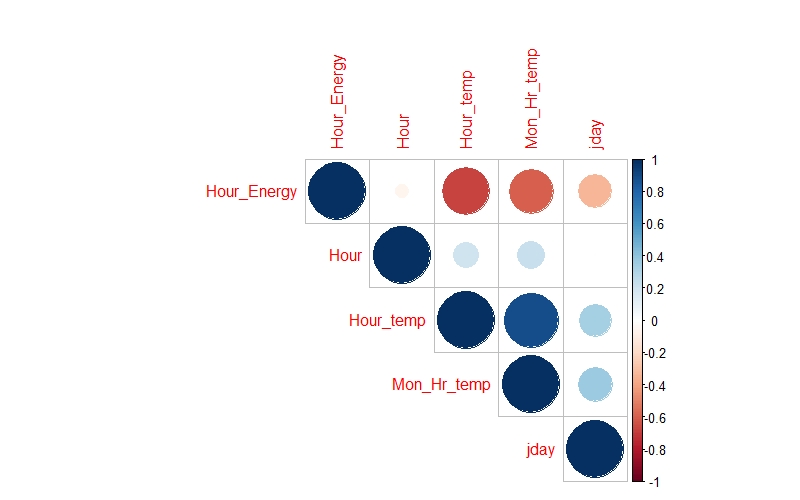 Hour_Energy
Hour
Hour_temp
Mon_Hr_temp
jday
Hour_Energy
Hour
Hour_temp
Mon_Hr_temp
jday
1
0.8
0.6
0.4
0.2
0
-0.2
-0.4
-0.6
-0.8
-1